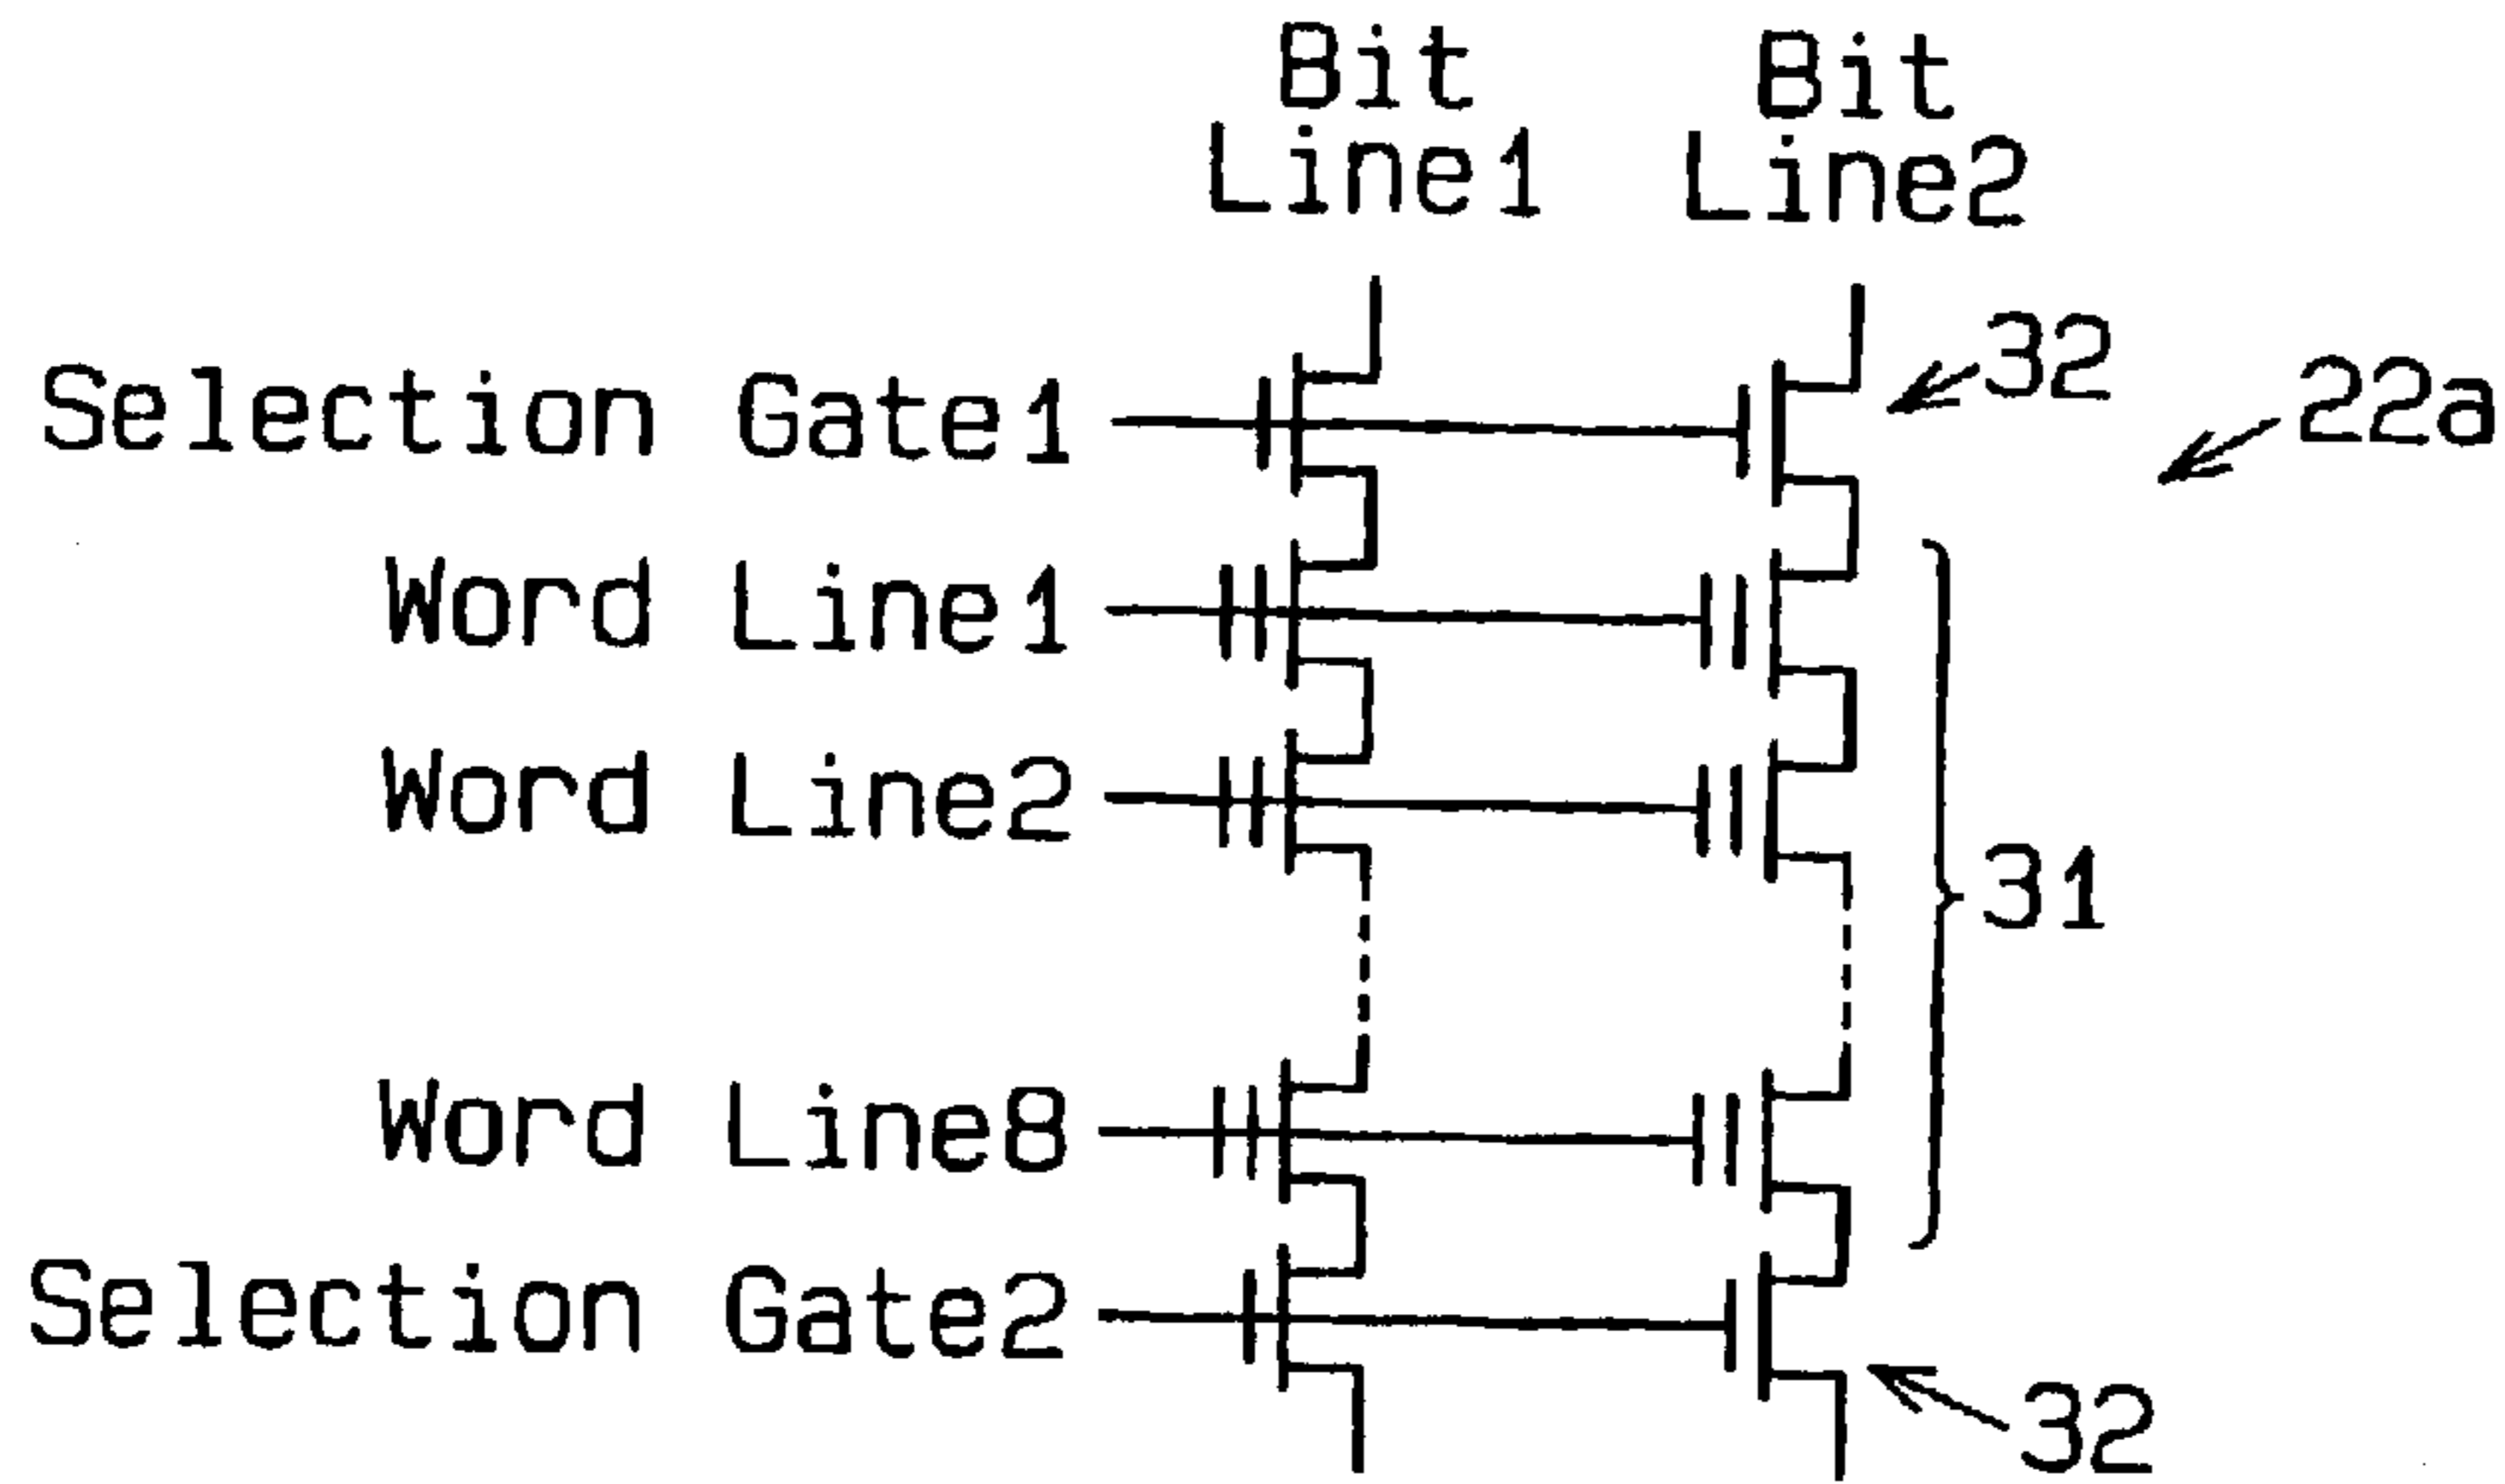 Bit
Line1
Bit
Line2
Selection Gate1
32
22a
Word Line1
Word Line2
31
Word Line8
Selection Gate2
32